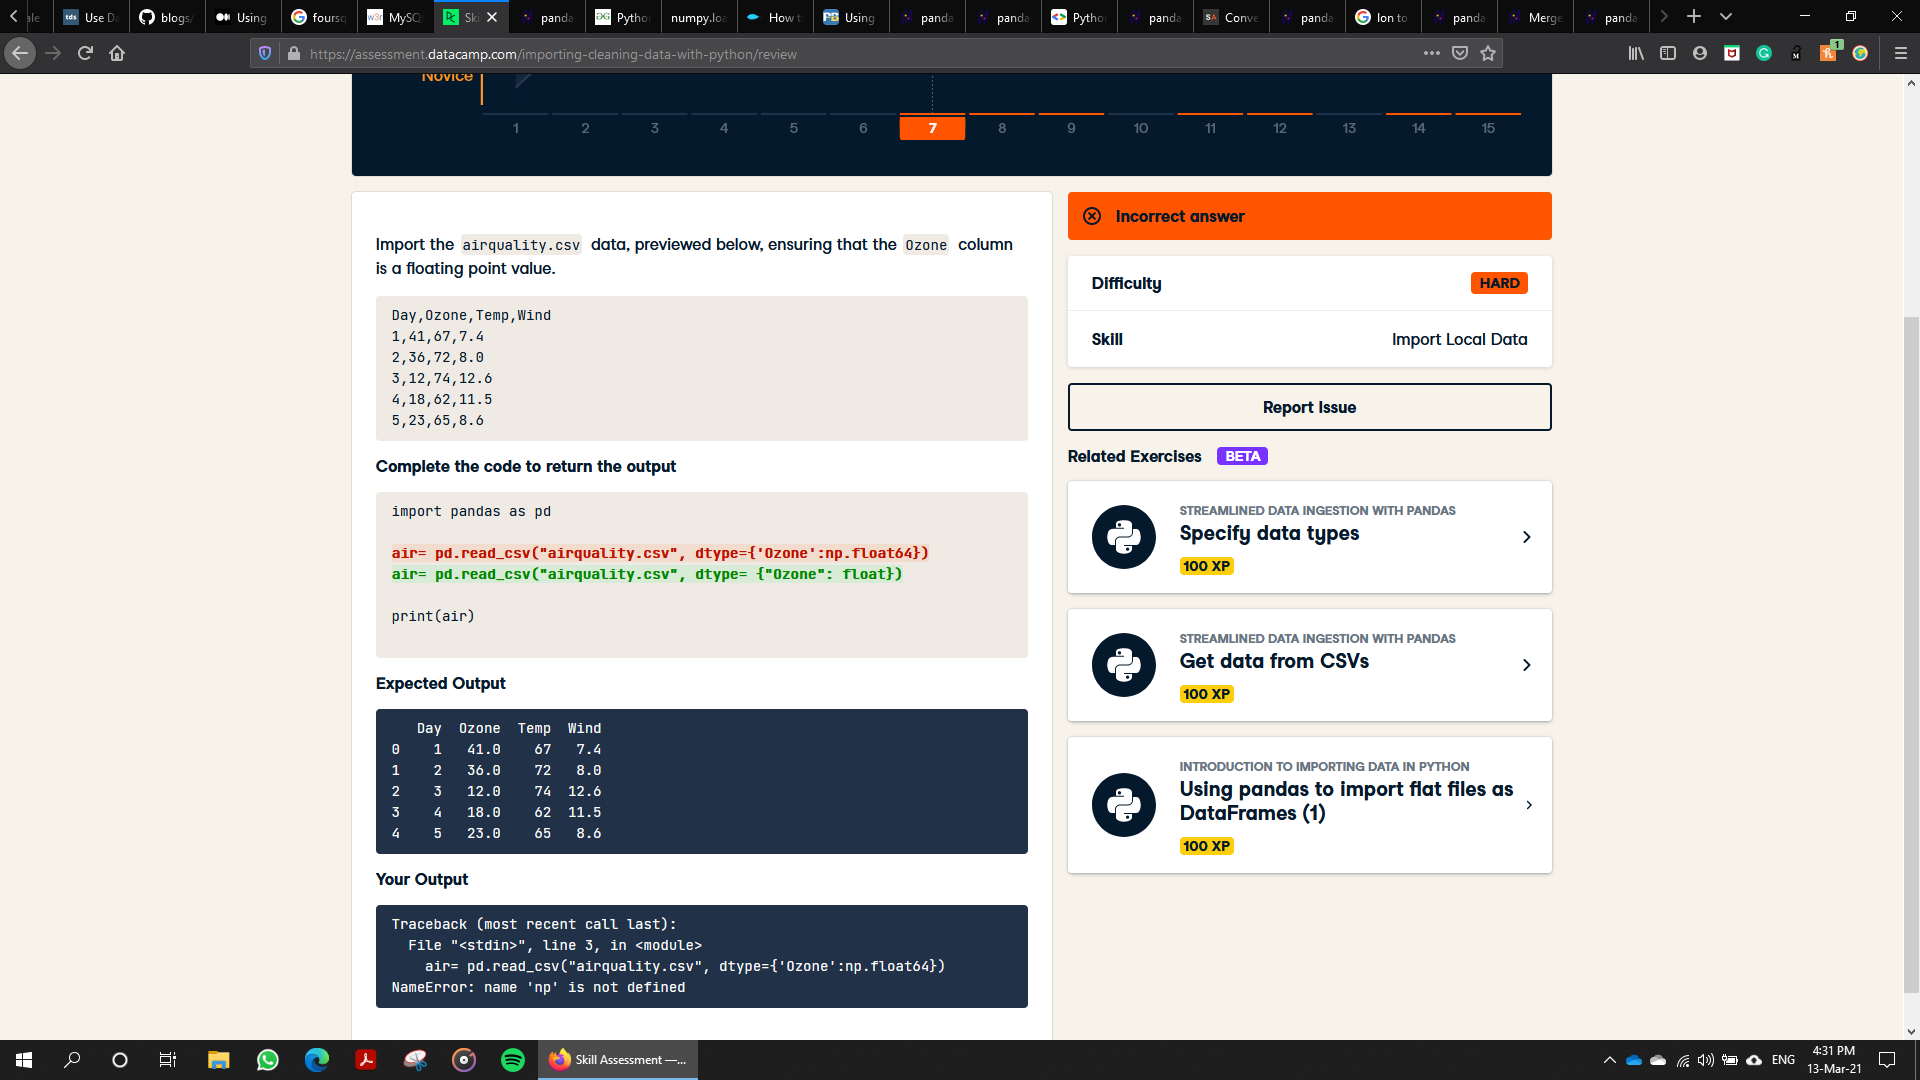 ale
Use Da
blogs/
Using
foursq
MySQ
Ski
panda
Pytho
numpy.loa
How t
Using
panda
panda
Pytho
panda
Conve
panda
lon to
panda
Merge
panda
https://assessment.datacamp.com/importing-cleaning-data-with-python/review
1
Novice
1 2 3 4 5 6 7 8 9 10 11 12 13 14 15
Import the airquality.csv data, previewed below, ensuring that the Ozone column
is a floating point value.
Day,Ozone,Temp,Wind
1,41,67,7.4
2,36,72,8.0
3,12,74,12.6
4,18,62,11.5
5,23,65,8.6
Complete the code to return the output
import pandas as pd
air= pd.read_csv("airquality.csv", dtype={'Ozone':np.float64})
air= pd.read_csv("airquality.csv", dtype= {"Ozone": float})
print(air)
Expected Output
Day Ozone Temp Wind
0 1 41.0 67 7.4
1 2 36.0 72 8.0
2 3 12.0 74 12.6
3 4 18.0 62 11.5
4 5 23.0 65 8.6
Your Output
Traceback (most recent call last):
File "<stdin>", line 3, in <module>
air= pd.read_csv("airquality.csv", dtype={'Ozone':np.float64})
NameError: name 'np' is not defined
Incorrect answer
Difficulty HARD
Skill Import Local Data
Report Issue
Related Exercises BETA
STREAMLINED DATA INGESTION WITH PANDAS
Specify data types
100 XP
STREAMLINED DATA INGESTION WITH PANDAS
Get data from CSVs
100 XP
INTRODUCTION TO IMPORTING DATA IN PYTHON
Using pandas to import flat files as
DataFrames (1)
100 XP
Skill Assessment —...
ENG
4:31 PM
13-Mar-21